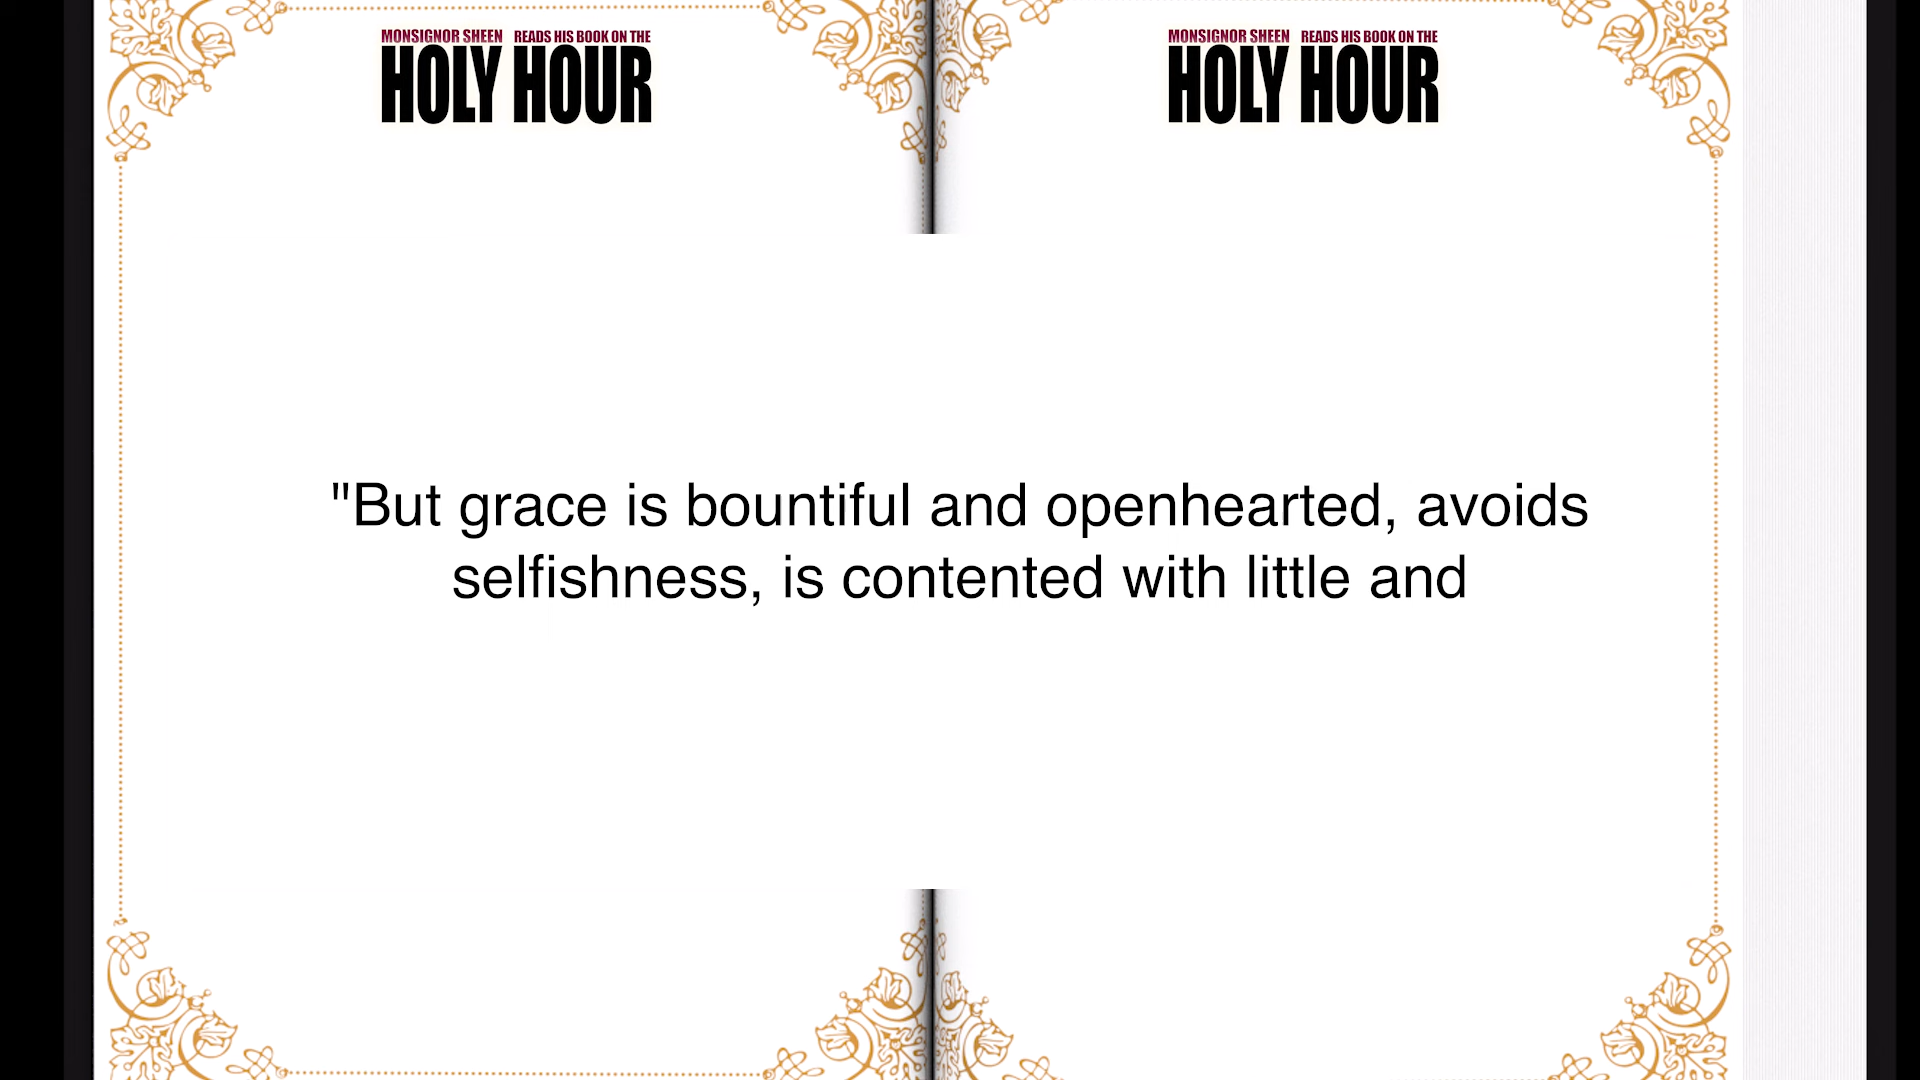 MONSIGNOR SHEEN READS HIS BOOK ON THE
HOLY HOUR
MONSIGNOR SHEEN READS HIS BOOK ON THE
HOLY HOUR
"But grace is bountiful and openhearted, avoids
selfishness, is contented with little and